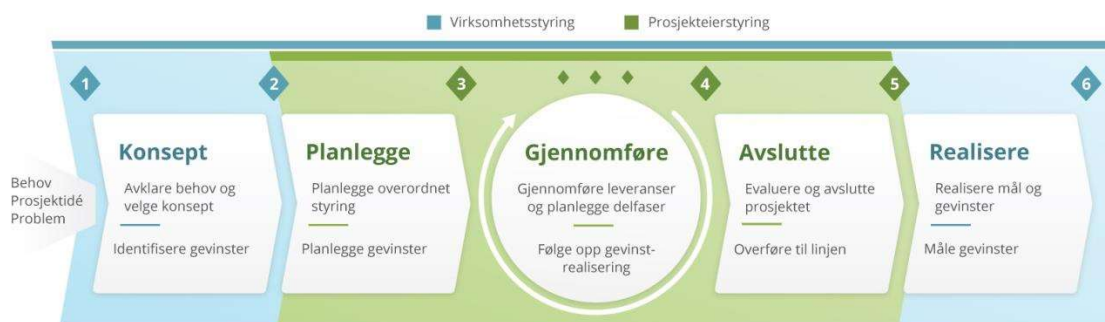 Virksomhetsstyring
Prosjekteierstyring
1
2
3
4
5
6
Behov
Prosjektidé
Problem
Konsept
Avklare behov og
velge konsept
Identifisere gevinster
Planlegge
Planlegge overordnet
styring
Planlegge gevinster
Gjennomføre
Gjennomføre leveranser
og planlegge delfaser
Følge opp gevinst-
realisering
Avslutte
Evaluere og avslutte
prosjektet
Overføre til linjen
Realisere
Realisere mål og
gevinster
Måle gevinster